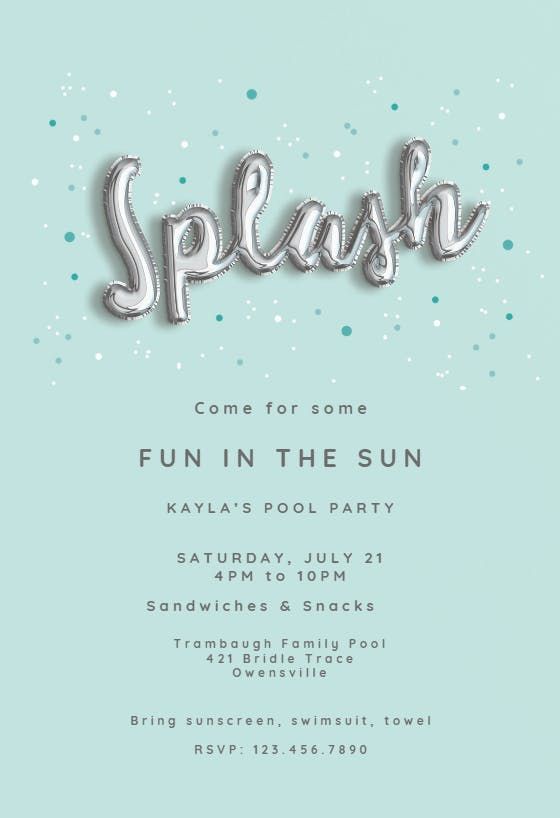 Splash
Come for some
FUN IN THE SUN
KAYLA'S POOL PARTY
SATURDAY, JULY 21
4PM to 10PM
Sandwiches & Snacks
Trambaugh Family Pool
421 Bridle Trace
Owensville
Bring sunscreen, swimsuit, towel
RSVP: 123.456.7890